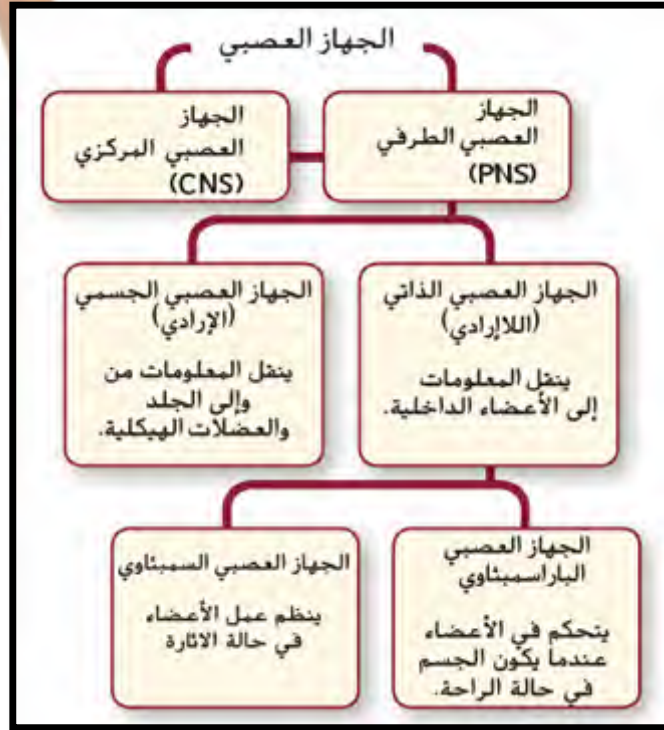 الجهاز العصبي
الجهاز
العصبي الطرفي
(PNS)
الجهاز
العصبي المركزي
(CNS)
الجهاز العصبي الذاتي
(اللاإرادي)
ينقل المعلومات
إلى الأعضاء الداخلية.
الجهاز العصبي الجسمي
(الإرادي)
ينقل المعلومات من
وإلى الجلد
والعضلات الهيكلية.
الجهاز العصبي
الباراسمبثاوي
يتحكم في الأعضاء
عندما يكون الجسم
في حالة الراحة.
الجهاز العصبي السمبثاوي
ينظم عمل الأعضاء
في حالة الاثارة